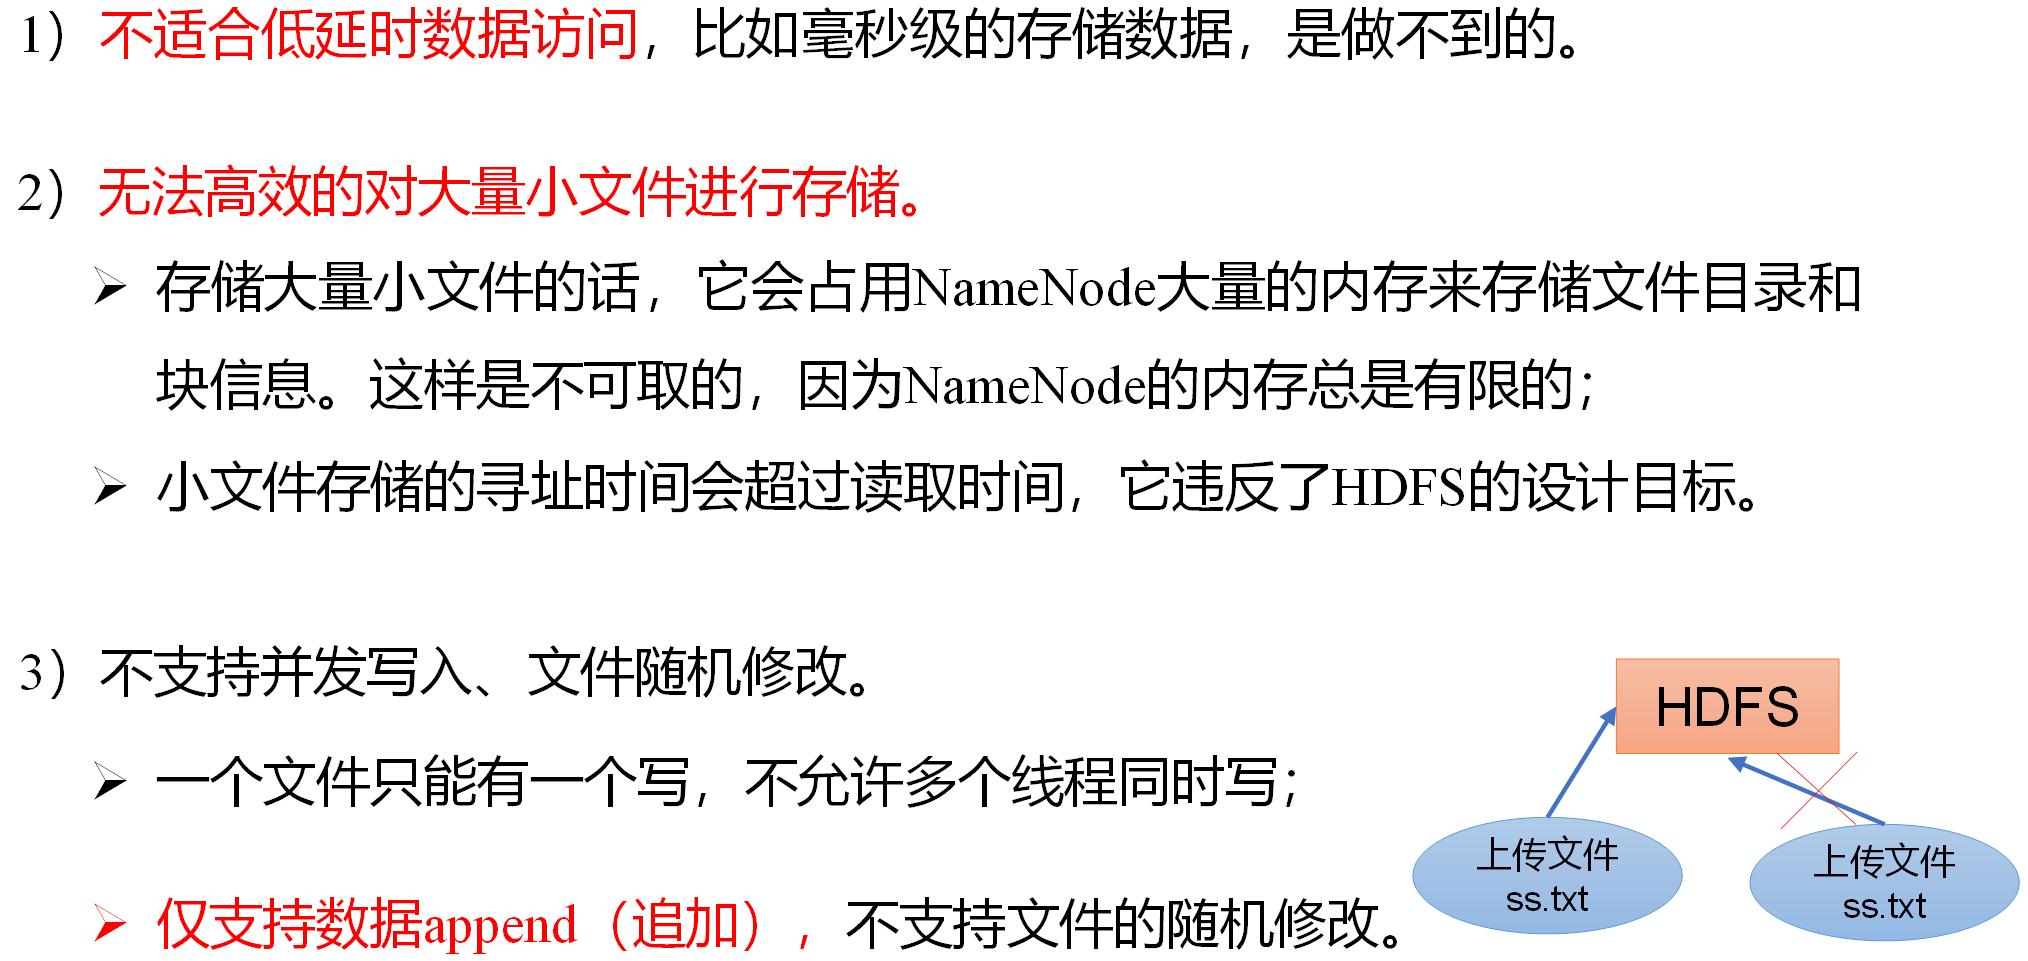 1）不适合低延时数据访问，比如毫秒级的存储数据，是做不到的。
2）无法高效的对大量小文件进行存储。
➢ 存储大量小文件的话，它会占用NameNode大量的内存来存储文件目录和
块信息。这样是不可取的，因为NameNode的内存总是有限的；
➢ 小文件存储的寻址时间会超过读取时间，它违反了HDFS的设计目标。
3）不支持并发写入、文件随机修改。
➢ 一个文件只能有一个写，不允许多个线程同时写；
➢ 仅支持数据append（追加），不支持文件的随机修改。
HDFS
上传文件
ss.txt
上传文件
ss.txt